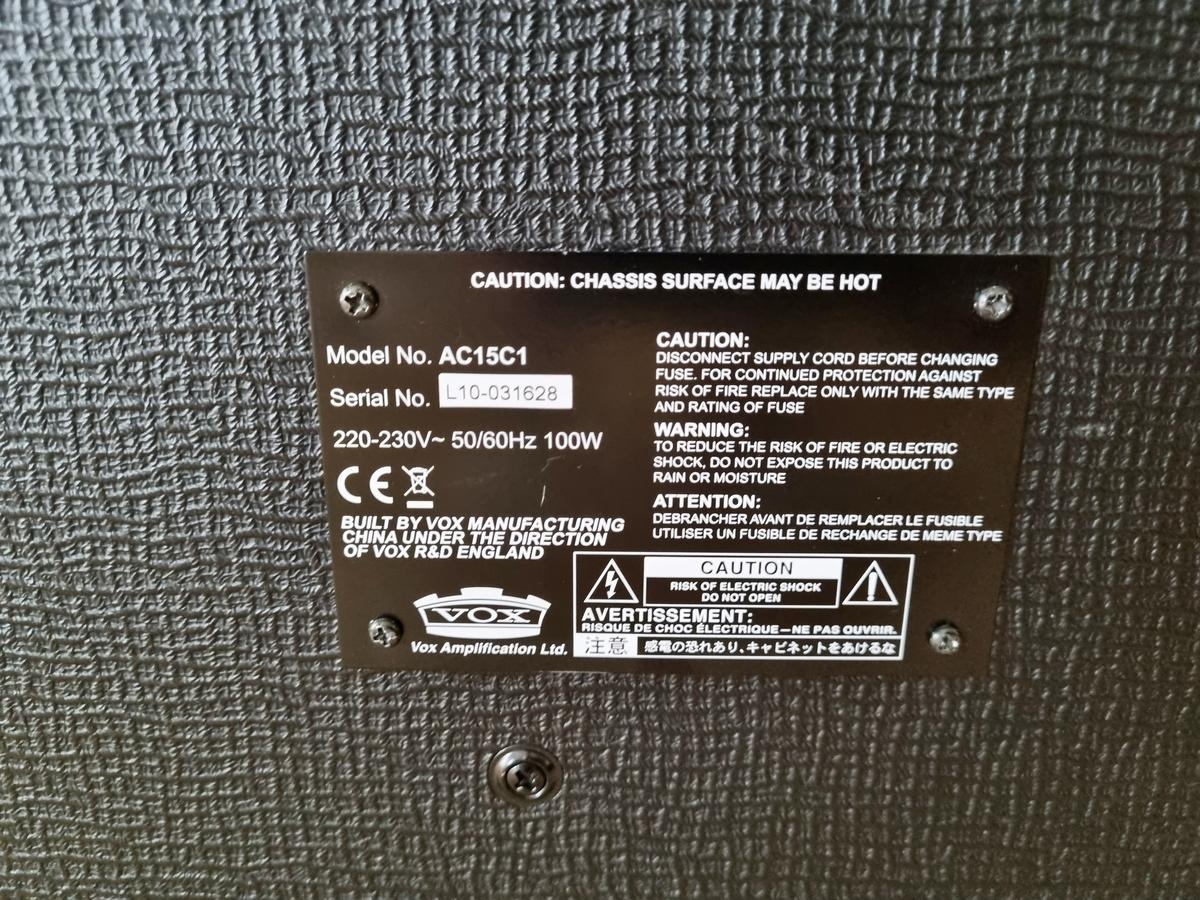 CAUTION: CHASSIS SURFACE MAY BE HOT
Model No. AC15C1
Serial No. L10-031628
220-230V~ 50/60Hz 100W
CE
BUILT BY VOX MANUFACTURING
CHINA UNDER THE DIRECTION
OF VOX R&D ENGLAND
VOX
Vox Amplification Ltd.
CAUTION:
DISCONNECT SUPPLY CORD BEFORE CHANGING
FUSE. FOR CONTINUED PROTECTION AGAINST
RISK OF FIRE REPLACE ONLY WITH THE SAME TYPE
AND RATING OF FUSE
WARNING:
TO REDUCE THE RISK OF FIRE OR ELECTRIC
SHOCK, DO NOT EXPOSE THIS PRODUCT TO
RAIN OR MOISTURE
ATTENTION:
DEBRANCHER AVANT DE REMPLACER LE FUSIBLE
UTILISER UN FUSIBLE DE RECHANGE DE MEME TYPE
CAUTION
RISK OF ELECTRIC SHOCK
DO NOT OPEN
AVERTISSEMENT:
RISQUE DE CHOC ÉLECTRIQUE—NE PAS OUVRIR.
注意 感電の恐れあり、キャビネットをあけるな